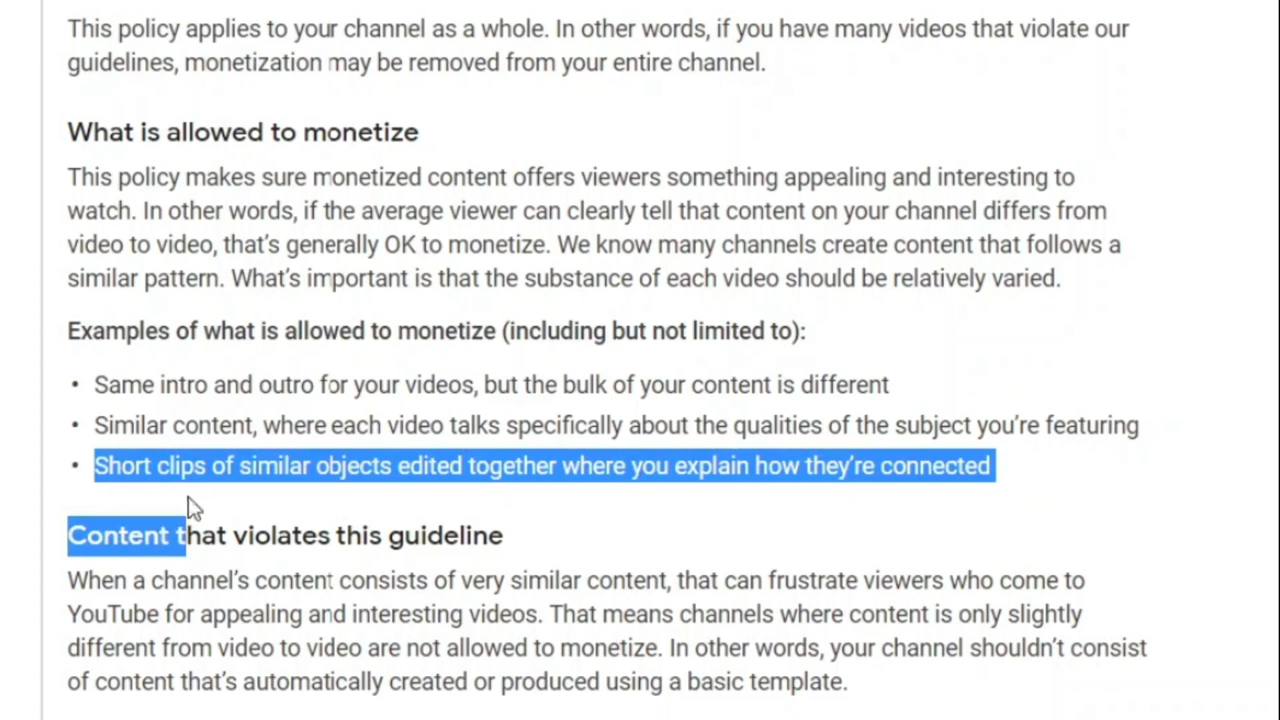 This policy applies to your channel as a whole. In other words, if you have many videos that violate our
guidelines, monetization may be removed from your entire channel.
What is allowed to monetize
This policy makes sure monetized content offers viewers something appealing and interesting to
watch. In other words, if the average viewer can clearly tell that content on your channel differs from
video to video, that's generally OK to monetize. We know many channels create content that follows a
similar pattern. What's important is that the substance of each video should be relatively varied.
Examples of what is allowed to monetize (including but not limited to):
• Same intro and outro for your videos, but the bulk of your content is different
• Similar content, where each video talks specifically about the qualities of the subject you're featuring
• Short clips of similar objects edited together where you explain how they're connected
Content that violates this guideline
When a channel's content consists of very similar content, that can frustrate viewers who come to
YouTube for appealing and interesting videos. That means channels where content is only slightly
different from video to video are not allowed to monetize. In other words, your channel shouldn't consist
of content that's automatically created or produced using a basic template.